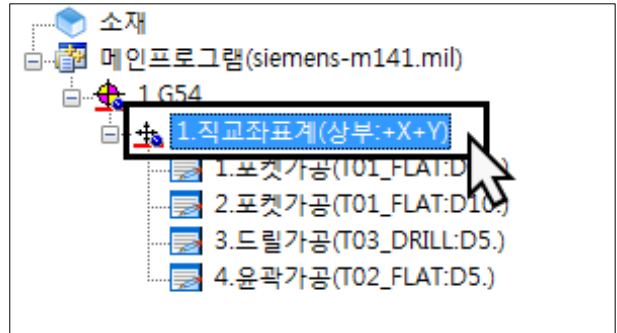 소재
메인프로그램(siemens-m141.mil)
1.G54
1.직교좌표계(상부:+X+Y)
1.포켓가공(T01_FLAT:D
2.포켓가공(T01_FLAT:D10.)
3.드릴가공(T03_DRILL:D5.)
4.윤곽가공(T02_FLAT:D5.)